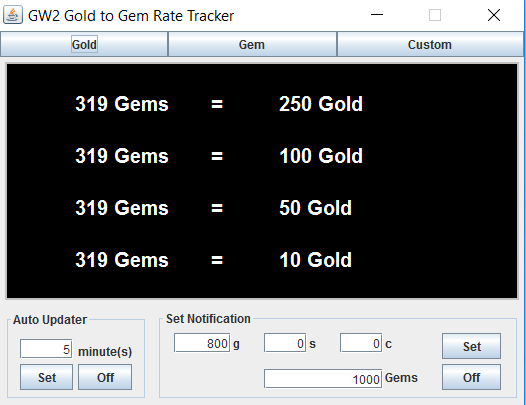 GW2 Gold to Gem Rate Tracker
Gold Gem Custom
319 Gems = 250 Gold
319 Gems = 100 Gold
319 Gems = 50 Gold
319 Gems = 10 Gold
Auto Updater
5 minute(s)
Set Off
Set Notification
800 g 0 s 0 c Set
1000 Gems Off